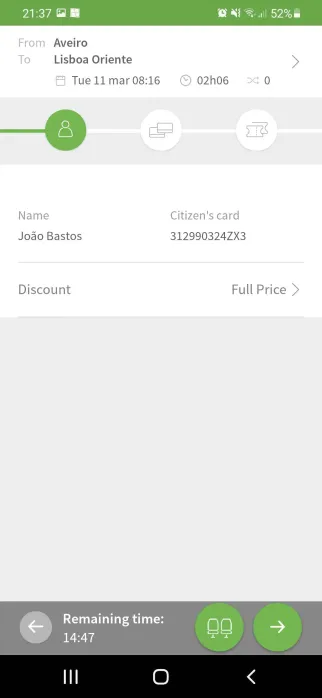 21:37 52%
From Aveiro
To Lisboa Oriente
Tue 11 mar 08:16 02h06 0
Name Citizen's card
João Bastos 312990324ZX3
Discount Full Price
Remaining time:
14:47